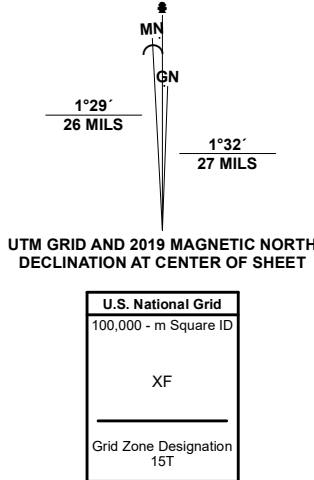 MN
GN
1°29´
26 MILS
1°32´
27 MILS
UTM GRID AND 2019 MAGNETIC NORTH
DECLINATION AT CENTER OF SHEET
U.S. National Grid
100,000 - m Square ID
XF
Grid Zone Designation
15T